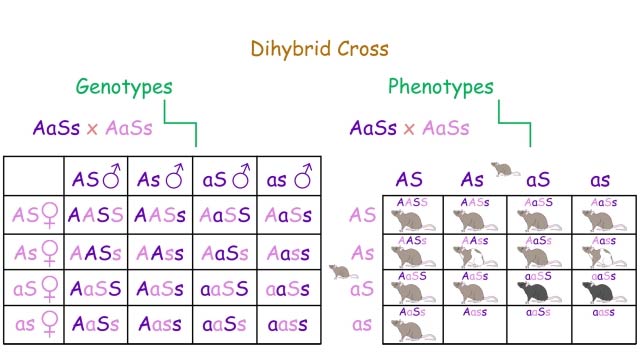 Dihybrid Cross
Genotypes
AaSs x AaSs
AS♂ As♂ aS♂ as♂
AS♀ AASS AASs AaSS AaSs
As♀ AASs AAss AaSs Aass
aS♀ AaSS AaSs aaSS aaSs
as♀ AaSs Aass aaSs aass
Phenotypes
AaSs x AaSs
AS As aS as
AS AASS AASs AaSS AaSs
As AASs AAss AaSs Aass
aS AaSS AaSs aaSS aaSs
as AaSs Aass aaSs aass